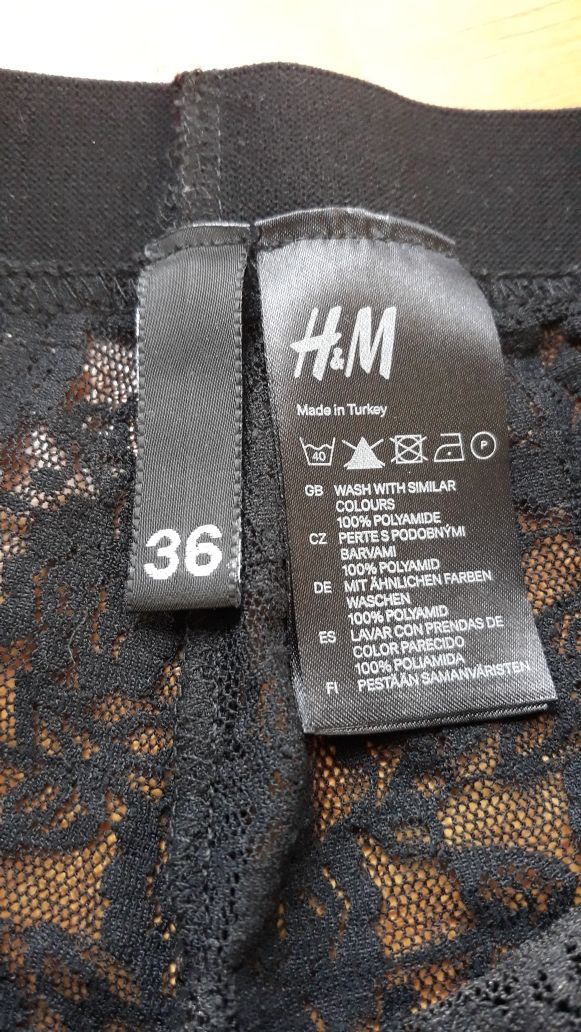 36
H&M
Made in Turkey
40
P
GB WASH WITH SIMILAR
COLOURS
100% POLYAMIDE
CZ PERTE S PODOBNÝMI
BARVAMI
100% POLYAMID
DE MIT ÄHNLICHEN FARBEN
WASCHEN
100% POLYAMID
ES LAVAR CON PRENDAS DE
COLOR PARECIDO
100% POLIAMIDA
FI PESTÄÄN SAMANVÄRISTEN